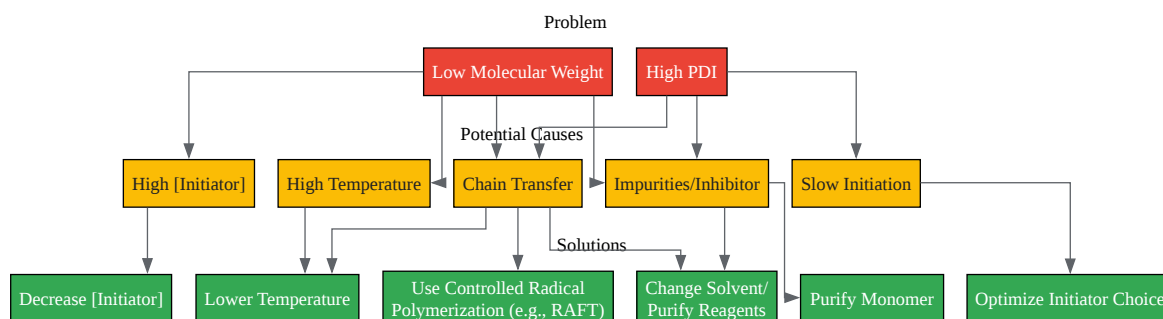 Problem
Low Molecular Weight
High PDI
Potential Causes
High [Initiator]
High Temperature
Chain Transfer
Impurities/Inhibitor
Slow Initiation
Solutions
Decrease [Initiator]
Lower Temperature
Use Controlled Radical
Polymerization (e.g., RAFT)
Change Solvent/
Purify Reagents
Purify Monomer
Optimize Initiator Choice